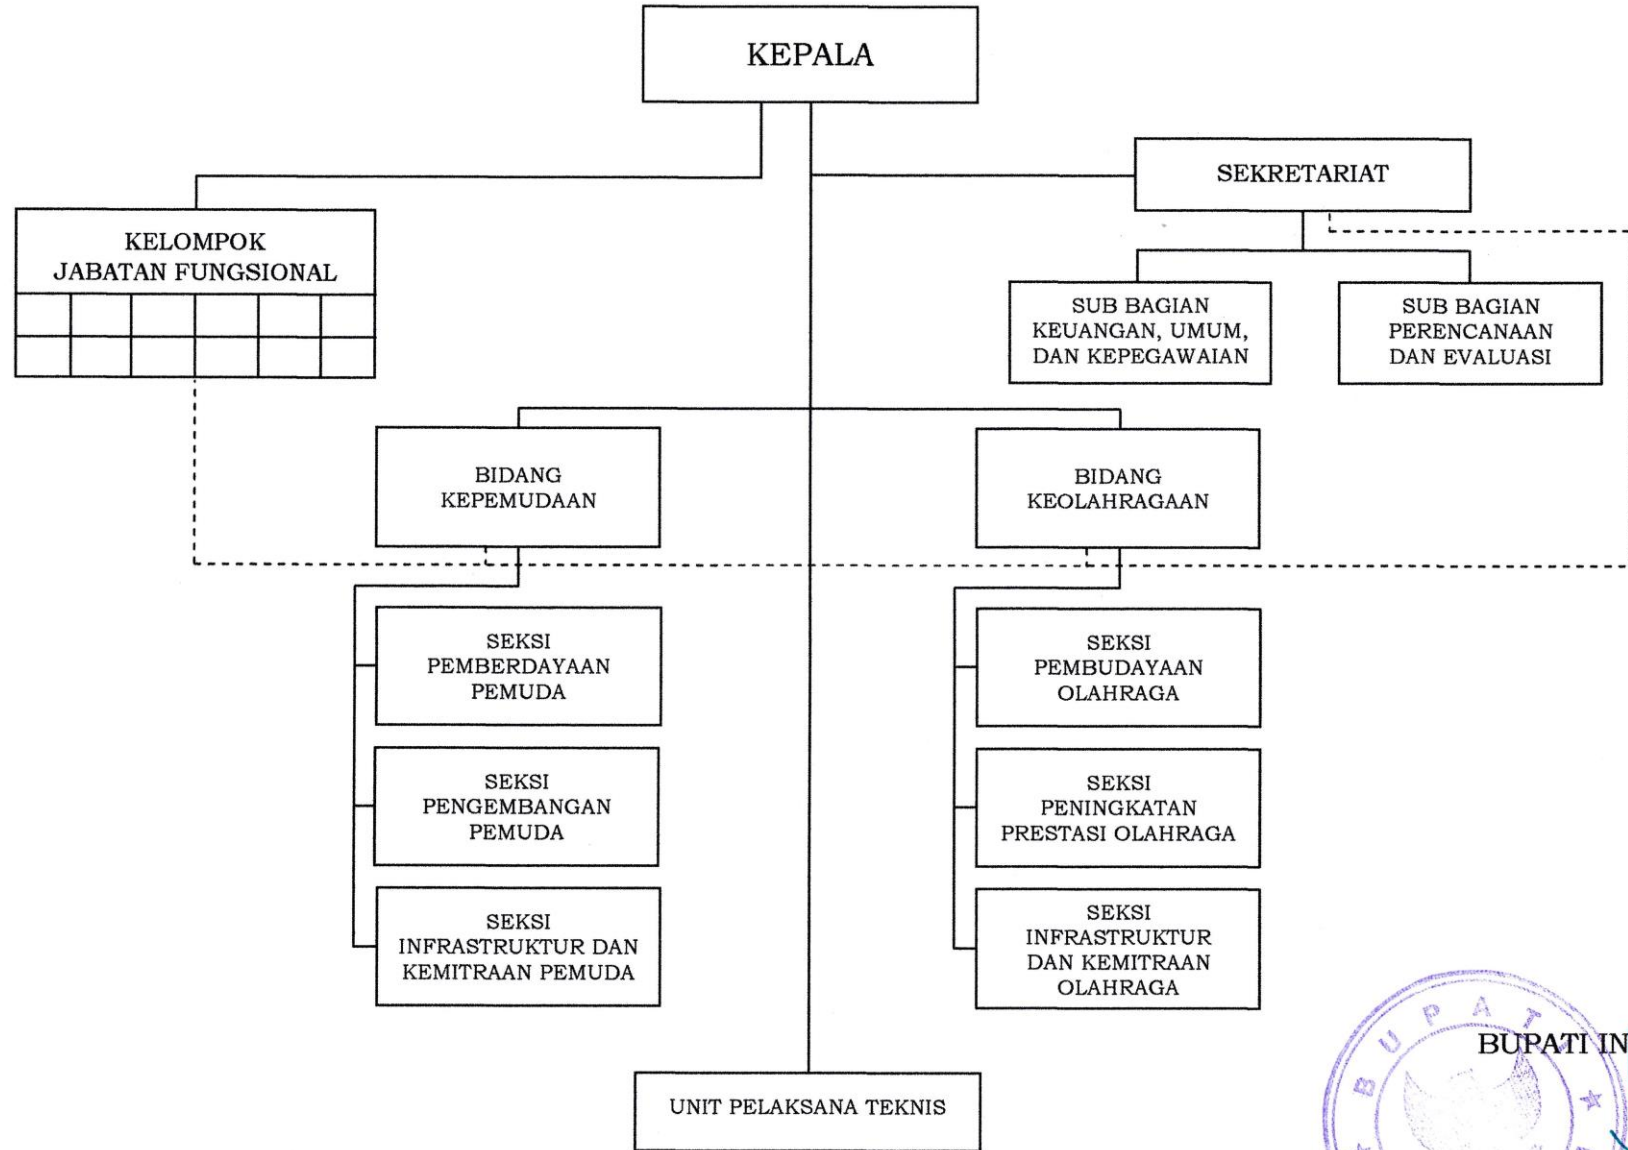 KEPALA
SEKRETARIAT
KELOMPOK
JABATAN FUNGSIONAL
SUB BAGIAN
KEUANGAN, UMUM,
DAN KEPEGAWAIAN
SUB BAGIAN
PERENCANAAN
DAN EVALUASI
BIDANG
KEPEMUDAAN
BIDANG
KEOLAHRAGAAN
SEKSI
PEMBERDAYAAN
PEMUDA
SEKSI
PEMBUDAYAAN
OLAHRAGA
SEKSI
PENGEMBANGAN
PEMUDA
SEKSI
PENINGKATAN
PRESTASI OLAHRAGA
SEKSI
INFRASTRUKTUR DAN
KEMITRAAN PEMUDA
SEKSI
INFRASTRUKTUR
DAN KEMITRAAN
OLAHRAGA
UNIT PELAKSANA TEKNIS
BUPATI IN
BUPATI